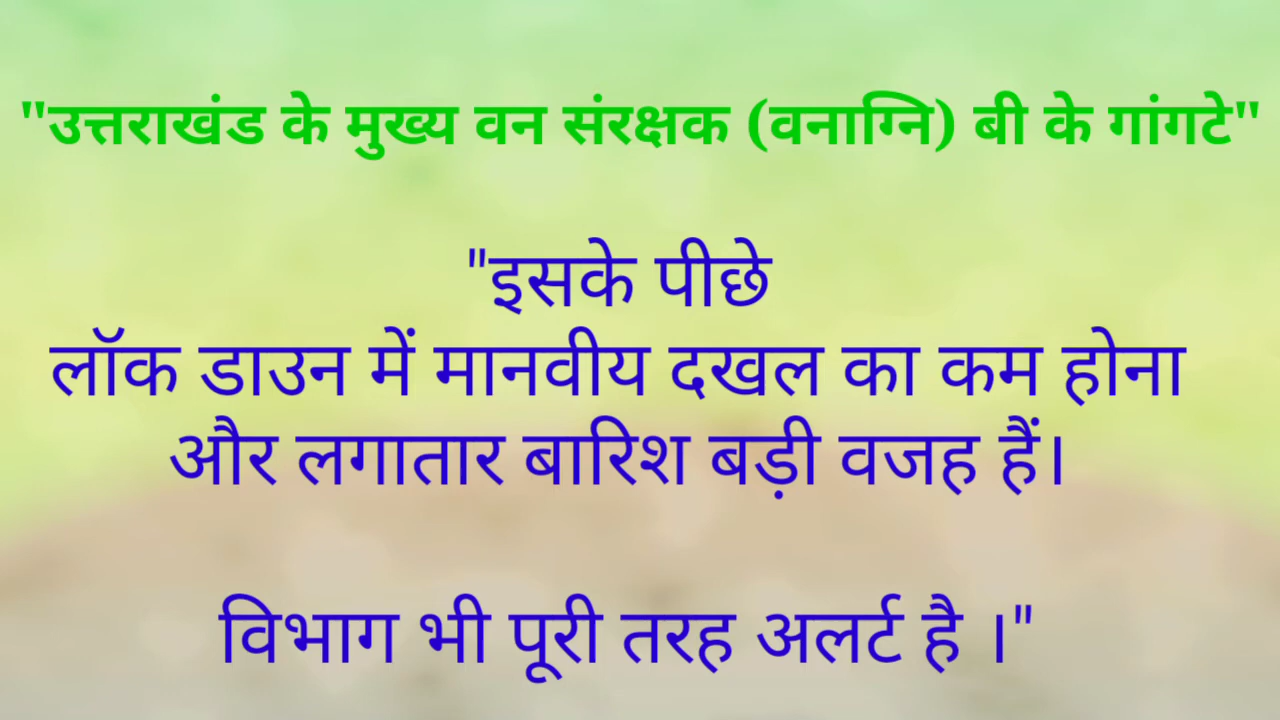 "उत्तराखंड के मुख्य वन संरक्षक (वनाग्नि) बी के गांगटे"
"इसके पीछे
लॉक डाउन में मानवीय दखल का कम होना
और लगातार बारिश बड़ी वजह हैं।
विभाग भी पूरी तरह अलर्ट है ।"